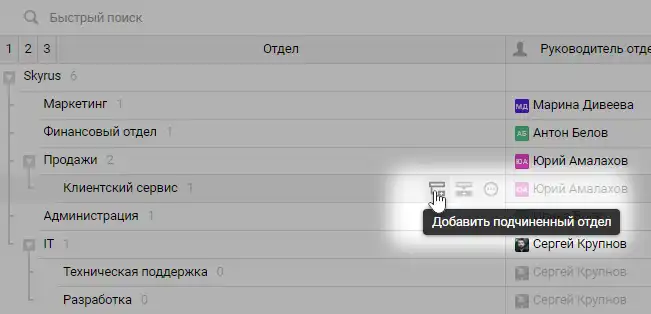 Быстрый поиск
1 2 3 Отдел Руководитель отде
Skyrus 6
Маркетинг 1 МД Марина Дивеева
Финансовый отдел 1 АБ Антон Белов
Продажи 2 ЮА Юрий Амалахов
Клиентский сервис 1 ЮА Юрий Амалахов
Администрация 1 Добавить подчиненный отдел
IT 1 Сергей Крупнов
Техническая поддержка 0 Сергей Крупнов
Разработка 0 Сергей Крупнов